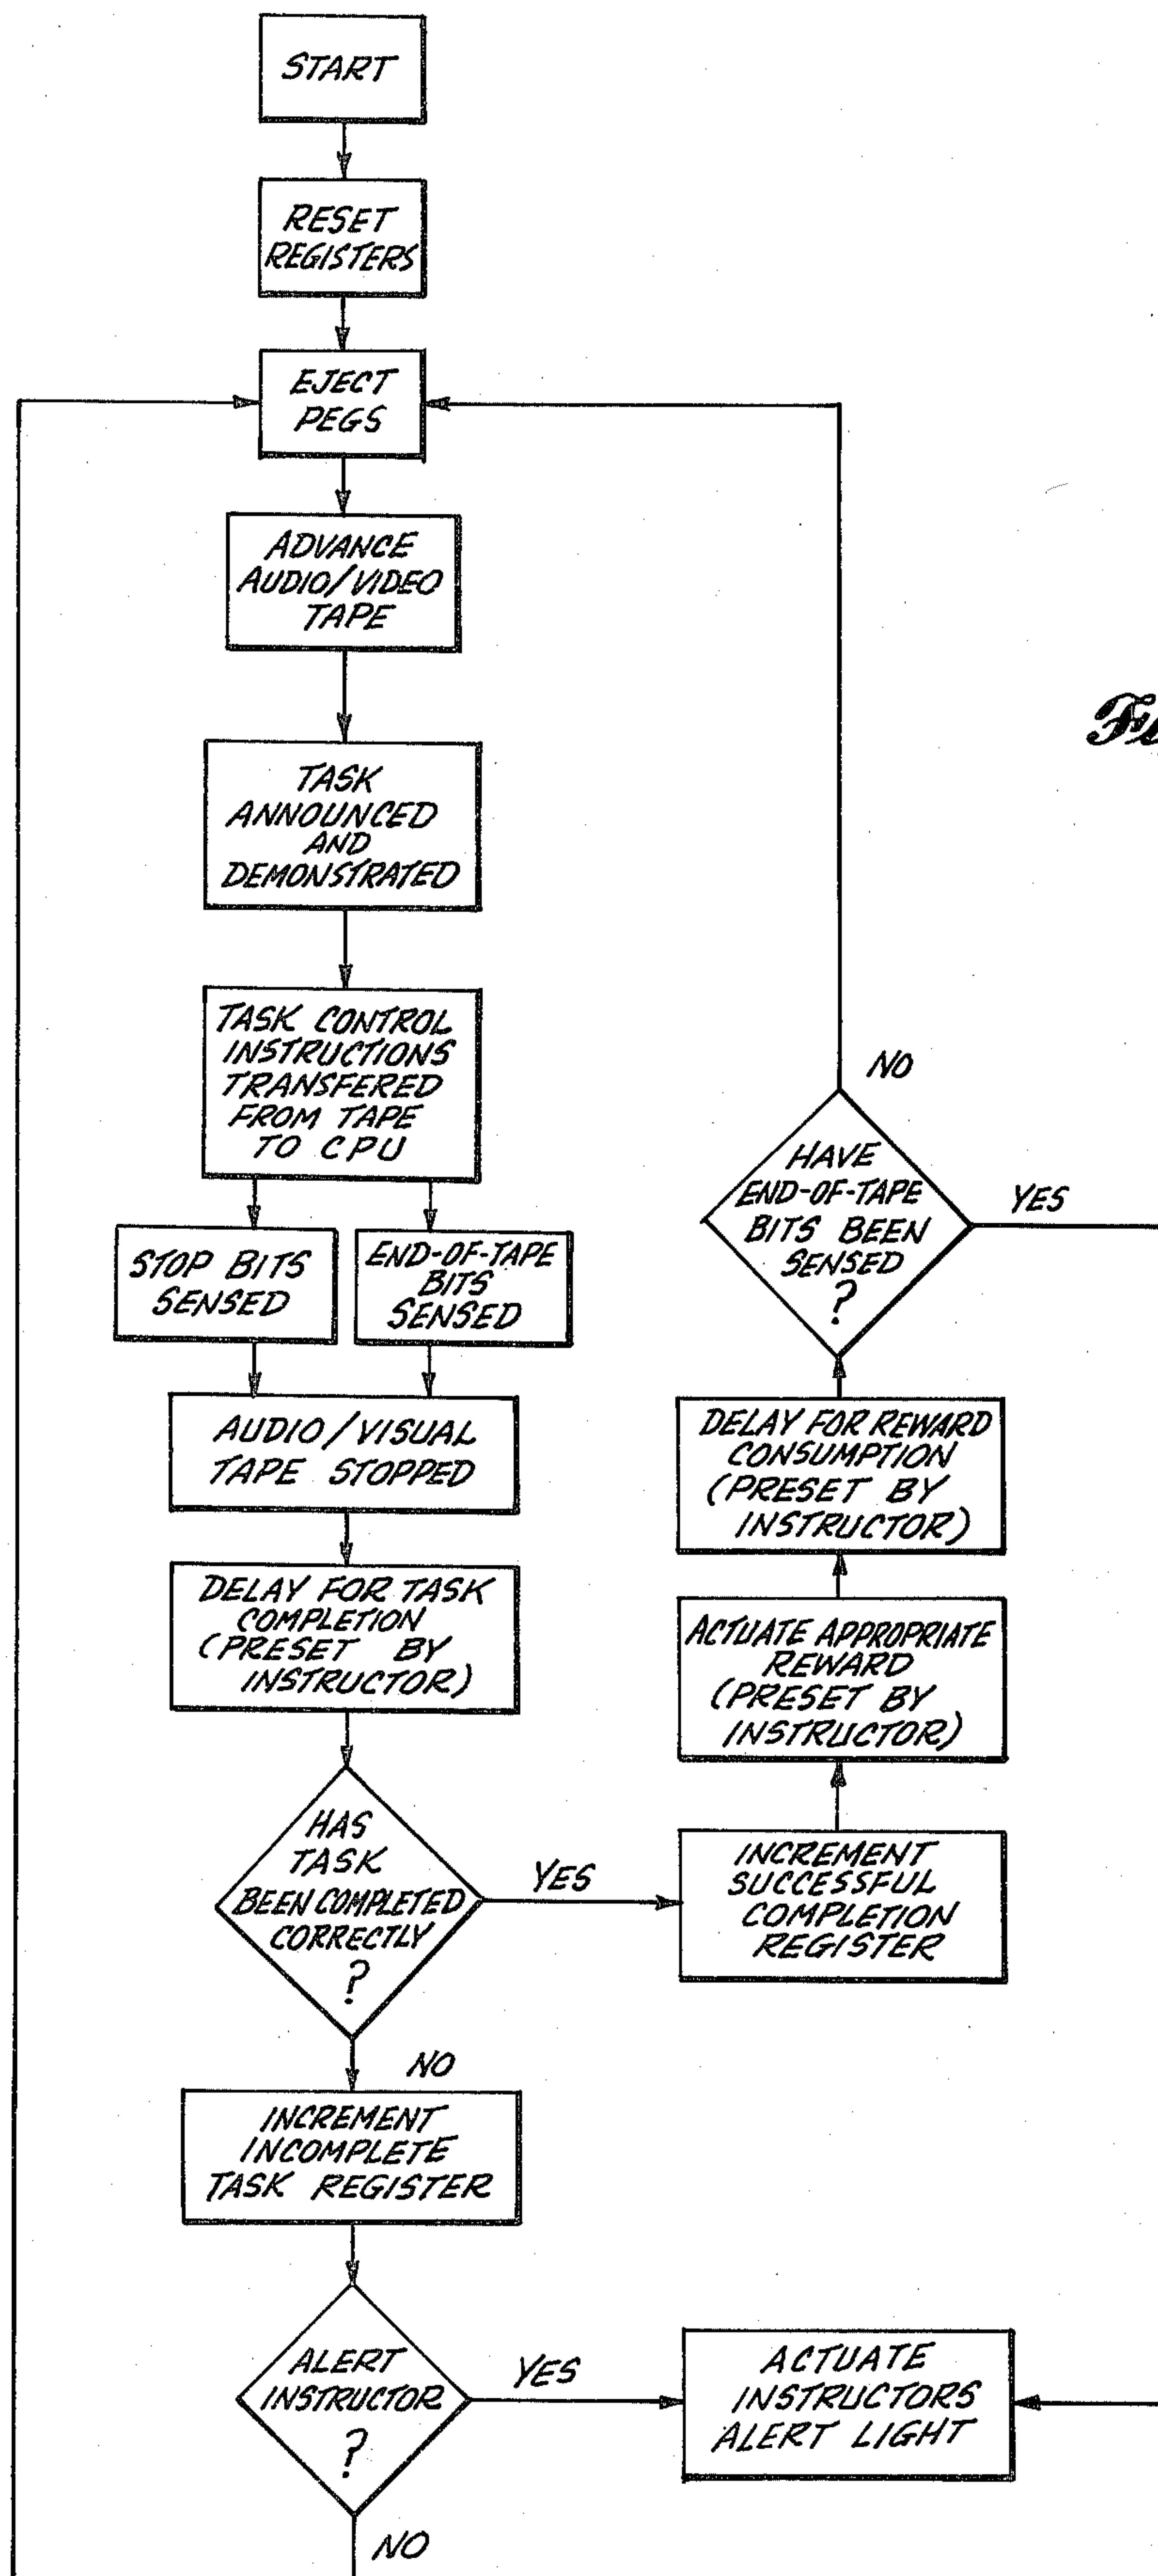 START
RESET
REGISTERS
EJECT
PEGS
ADVANCE
AUDIO/VIDEO
TAPE
TASK
ANNOUNCED
AND
DEMONSTRATED
TASK CONTROL
INSTRUCTIONS
TRANSFERED
FROM TAPE
TO CPU
STOP BITS
SENSED
END-OF-TAPE
BITS
SENSED
AUDIO/VISUAL
TAPE STOPPED
DELAY FOR TASK
COMPLETION
(PRESET BY
INSTRUCTOR)
HAS
TASK
BEEN COMPLETED
CORRECTLY
?
YES
NO
INCREMENT
INCOMPLETE
TASK REGISTER
ALERT
INSTRUCTOR
?
YES
NO
NO
HAVE
END-OF-TAPE
BITS BEEN
SENSED
?
YES
DELAY FOR REWARD
CONSUMPTION
(PRESET BY
INSTRUCTOR)
ACTUATE APPROPRIATE
REWARD
(PRESET BY
INSTRUCTOR)
INCREMENT
SUCCESSFUL
COMPLETION
REGISTER
ACTUATE
INSTRUCTORS
ALERT LIGHT